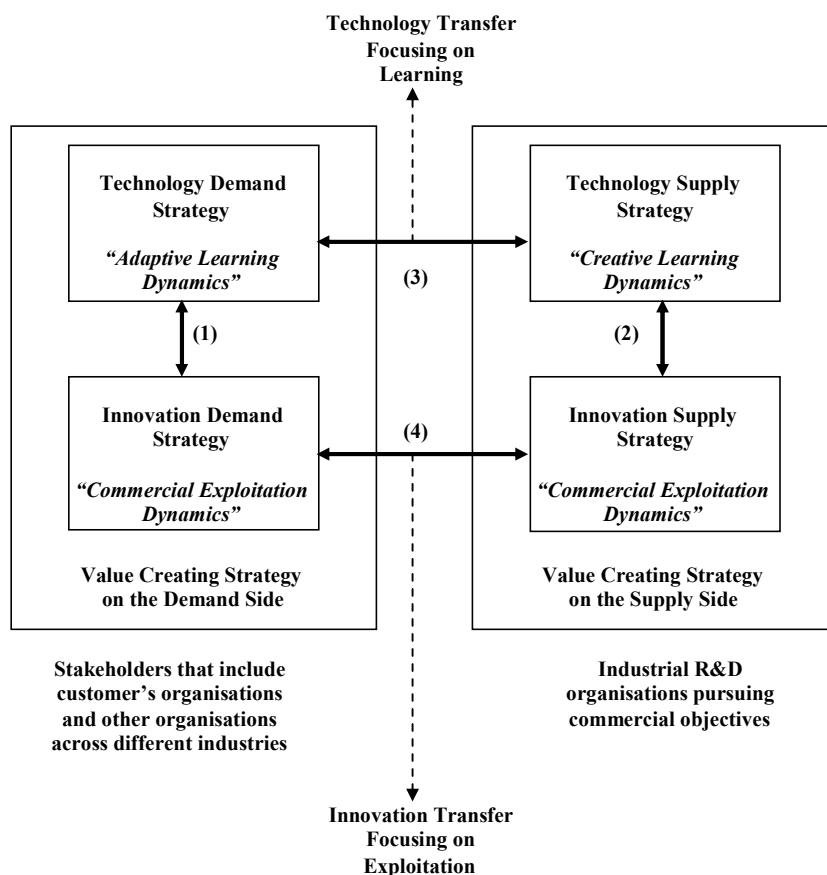 Technology Transfer
Focusing on
Learning
Technology Demand
Strategy
“Adaptive Learning
Dynamics”
Technology Supply
Strategy
“Creative Learning
Dynamics”
(3)
(1)
(2)
Innovation Demand
Strategy
“Commercial Exploitation
Dynamics”
(4)
Innovation Supply
Strategy
“Commercial Exploitation
Dynamics”
Value Creating Strategy
on the Demand Side
Value Creating Strategy
on the Supply Side
Stakeholders that include
customer’s organisations
and other organisations
across different industries
Industrial R&D
organisations pursuing
commercial objectives
Innovation Transfer
Focusing on
Exploitation